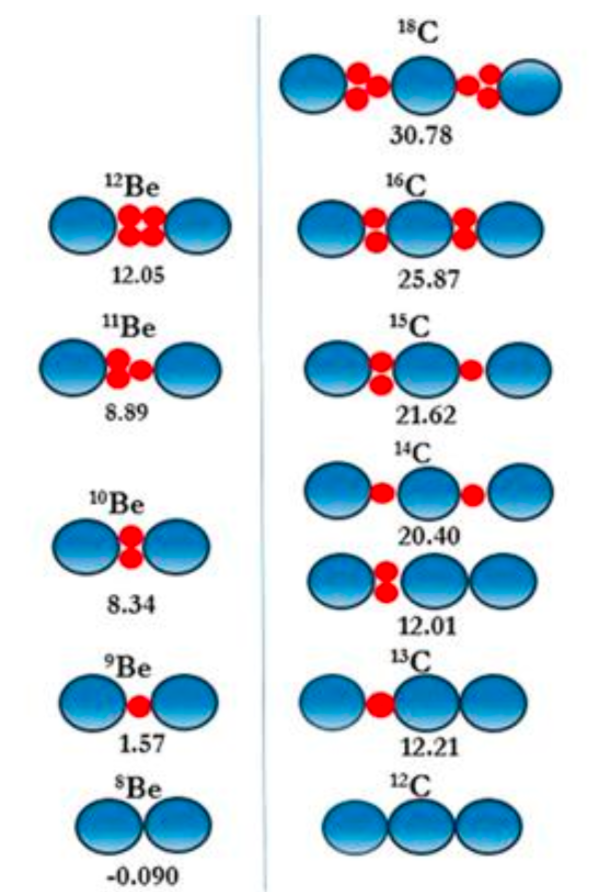 ¹²Be
12.05
¹¹Be
8.89
¹⁰Be
8.34
⁹Be
1.57
⁸Be
-0.090
¹⁸C
30.78
¹⁶C
25.87
¹⁵C
21.62
¹⁴C
20.40
12.01
¹³C
12.21
¹²C